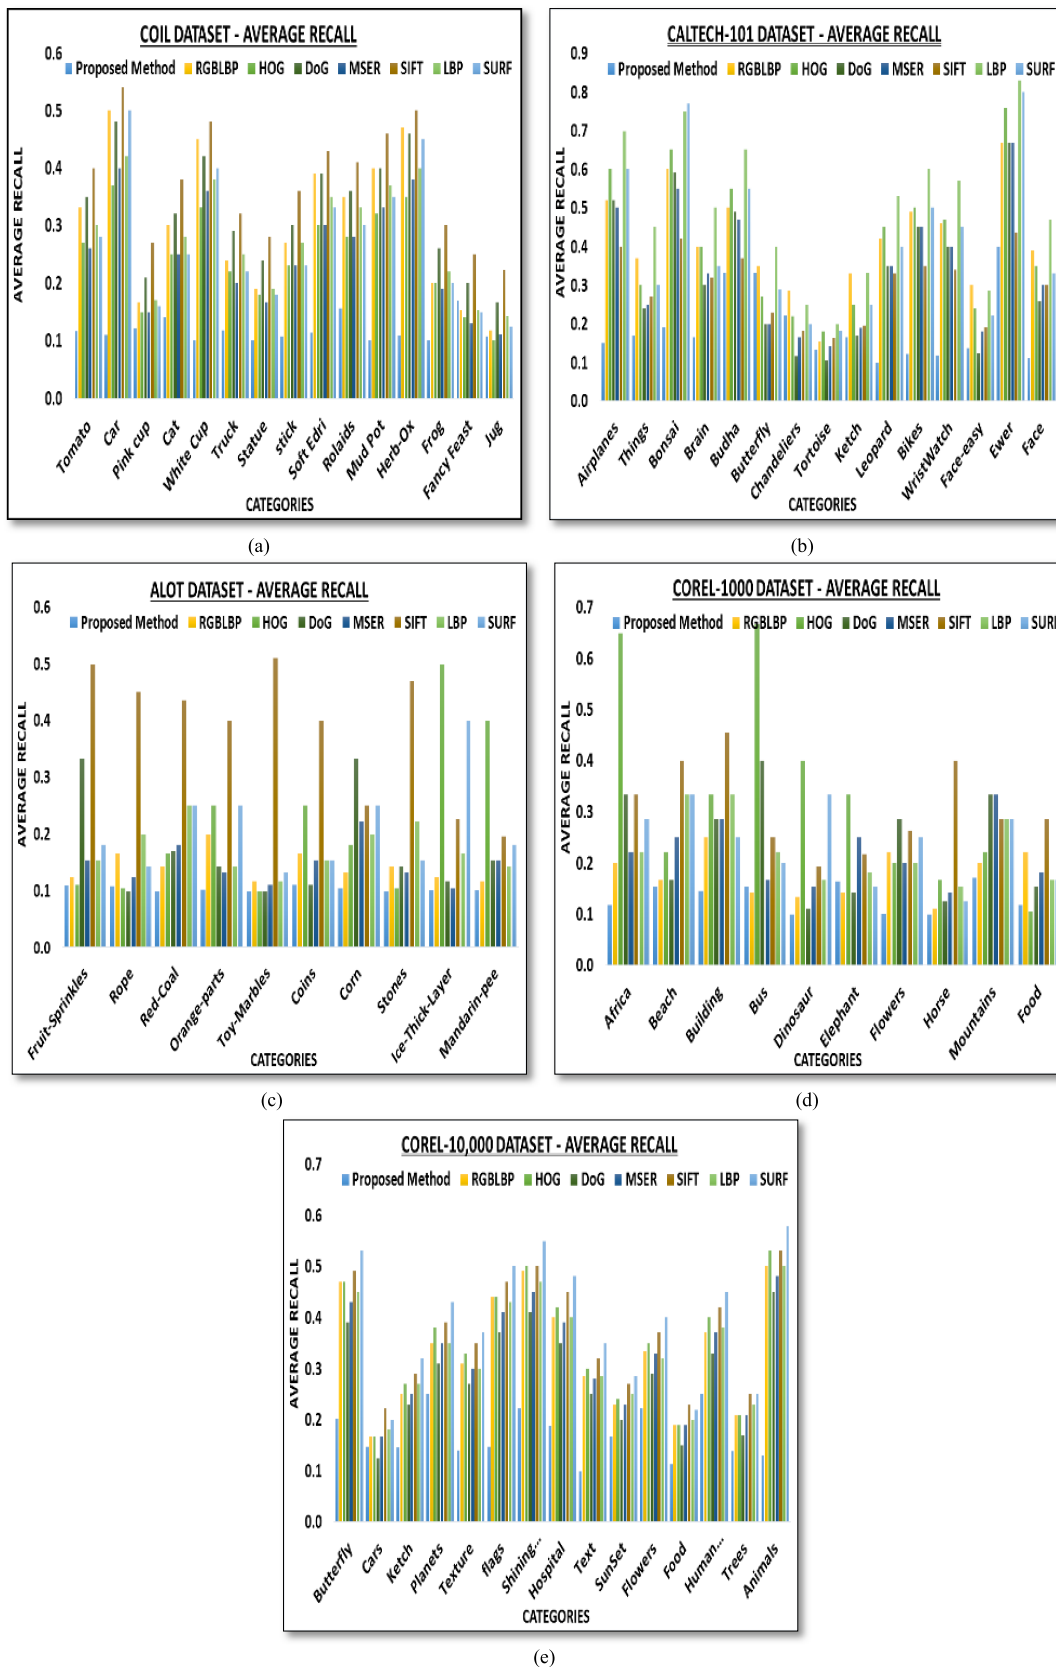 COIL DATASET - AVERAGE RECALL
Proposed Method RGBLBP HOG DoG MSER SIFT LBP SURF
AVERAGE RECALL
0.6
0.5
0.4
0.3
0.2
0.1
0.0
Tomato
Car
Pink cup
Cat
White Cup
Truck
Statue
stick
Soft Edri
Rolaids
Mud Pot
Herb-Ox
Frog
Fancy Feast
Jug
CATEGORIES
(a)
CALTECH-101 DATASET - AVERAGE RECALL
Proposed Method RGBLBP HOG DoG MSER SIFT LBP SURF
AVERAGE RECALL
0.9
0.8
0.7
0.6
0.5
0.4
0.3
0.2
0.1
0.0
Airplanes
Things
Bonsai
Brain
Budha
Butterfly
Chandeliers
Tortoise
Ketch
Leopard
Bikes
WristWatch
Face-easy
Ewer
Face
CATEGORIES
(b)
ALOT DATASET - AVERAGE RECALL
Proposed Method RGBLBP HOG DoG MSER SIFT LBP SURF
AVERAGE RECALL
0.6
0.5
0.4
0.3
0.2
0.1
0.0
Fruit-Sprinkles
Rope
Red-Coal
Orange-parts
Toy-Marbles
Coins
Corn
Stones
Ice-Thick-Layer
Mandarin-pee
CATEGORIES
(c)
COREL-1000 DATASET - AVERAGE RECALL
Proposed Method RGBLBP HOG DoG MSER SIFT LBP SURF
AVERAGE RECALL
0.7
0.6
0.5
0.4
0.3
0.2
0.1
0.0
Africa
Beach
Building
Bus
Dinosaur
Elephant
Flowers
Horse
Mountains
Food
CATEGORIES
(d)
COREL-10,000 DATASET - AVERAGE RECALL
Proposed Method RGBLBP HOG DoG MSER SIFT LBP SURF
AVERAGE RECALL
0.7
0.6
0.5
0.4
0.3
0.2
0.1
0.0
Butterfly
Cars
Ketch
Planets
Texture
flags
Shining...
Hospital
Text
SunSet
Flowers
Food
Human...
Trees
Animals
CATEGORIES
(e)